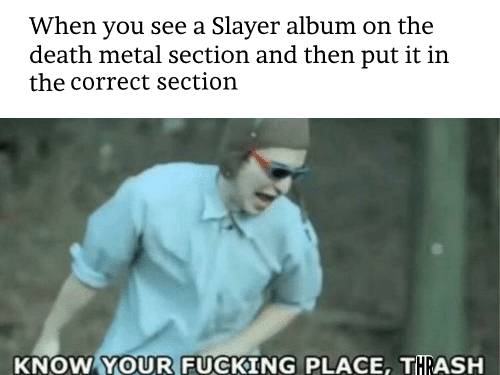 When you see a Slayer album on the
death metal section and then put it in
the correct section
KNOW YOUR FUCKING PLACE, THRASH